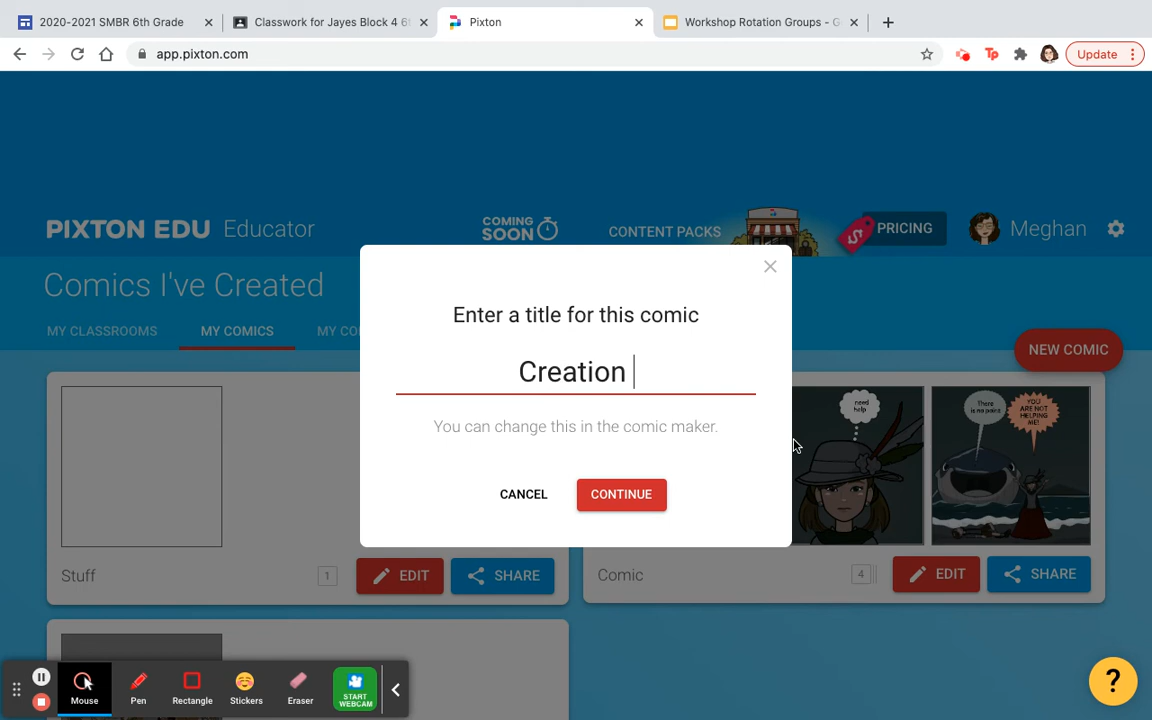 2020-2021 SMBR 6th Grade
Classwork for Jayes Block 4 6t
Pixton
Workshop Rotation Groups - G
app.pixton.com
Update
PIXTON EDU Educator
COMING SOON
CONTENT PACKS
PRICING
Meghan
Comics I've Created
MY CLASSROOMS
MY COMICS
MY CO
NEW COMIC
Enter a title for this comic
Creation
You can change this in the comic maker.
CANCEL
CONTINUE
need help
There is no pains
YOU ARE NOT HELPING ME!
Stuff
1
EDIT
SHARE
Comic
4
EDIT
SHARE
Mouse
Pen
Rectangle
Stickers
Eraser
START WEBCAM
?